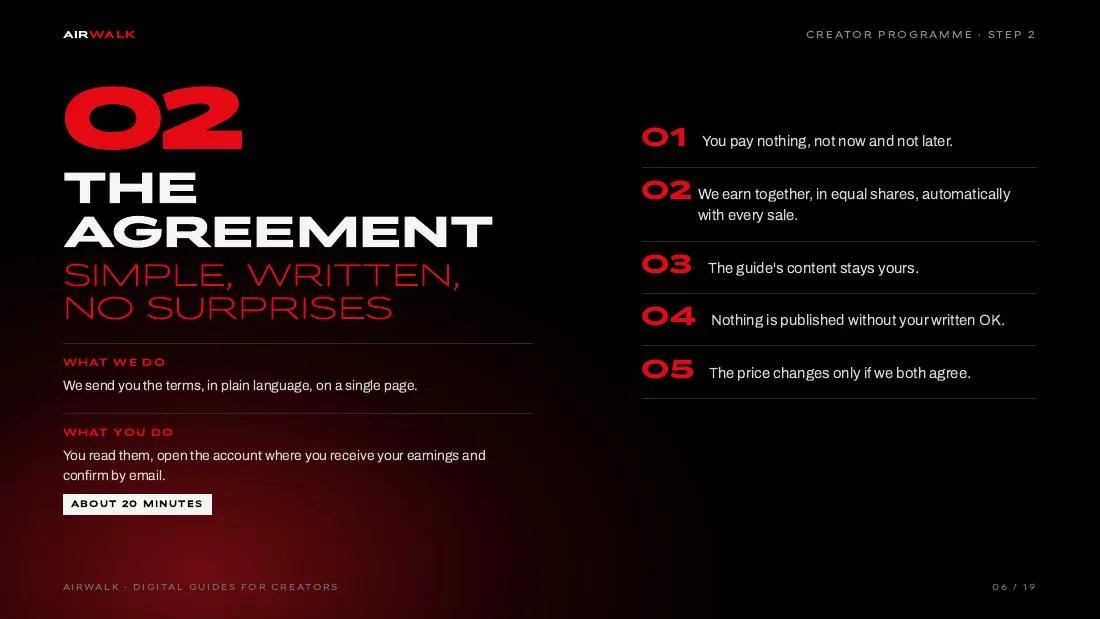 AIRWALK
CREATOR PROGRAMME · STEP 2
02
THE
AGREEMENT
SIMPLE, WRITTEN,
NO SURPRISES
WHAT WE DO
We send you the terms, in plain language, on a single page.
WHAT YOU DO
You read them, open the account where you receive your earnings and
confirm by email.
ABOUT 20 MINUTES
01 You pay nothing, not now and not later.
02 We earn together, in equal shares, automatically
with every sale.
03 The guide's content stays yours.
04 Nothing is published without your written OK.
05 The price changes only if we both agree.
AIRWALK · DIGITAL GUIDES FOR CREATORS
06 / 19